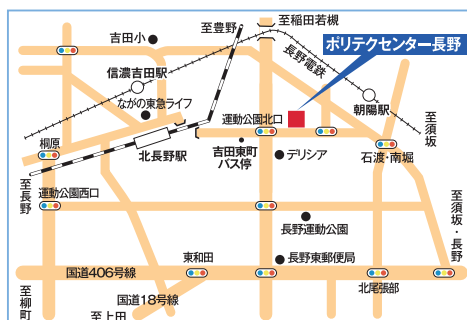 至稲田若槻
至豊野
吉田小
ポリテクセンター長野
長野電鉄
信濃吉田駅
朝陽駅
ながの東急ライフ
運動公園北口
至須坂
桐原
北長野駅
吉田東町
バス停
デリシア
石渡・南堀
至長野
運動公園西口
至須坂・長野
長野運動公園
東和田
長野東郵便局
国道406号線
北尾張部
至柳町
国道18号線
至上田